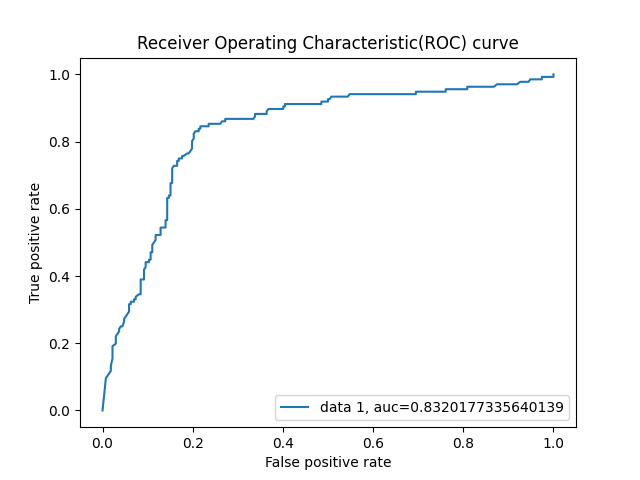 Receiver Operating Characteristic(ROC) curve
True positive rate
1.0
0.8
0.6
0.4
0.2
0.0
data 1, auc=0.8320177335640139
0.0 0.2 0.4 0.6 0.8 1.0
False positive rate